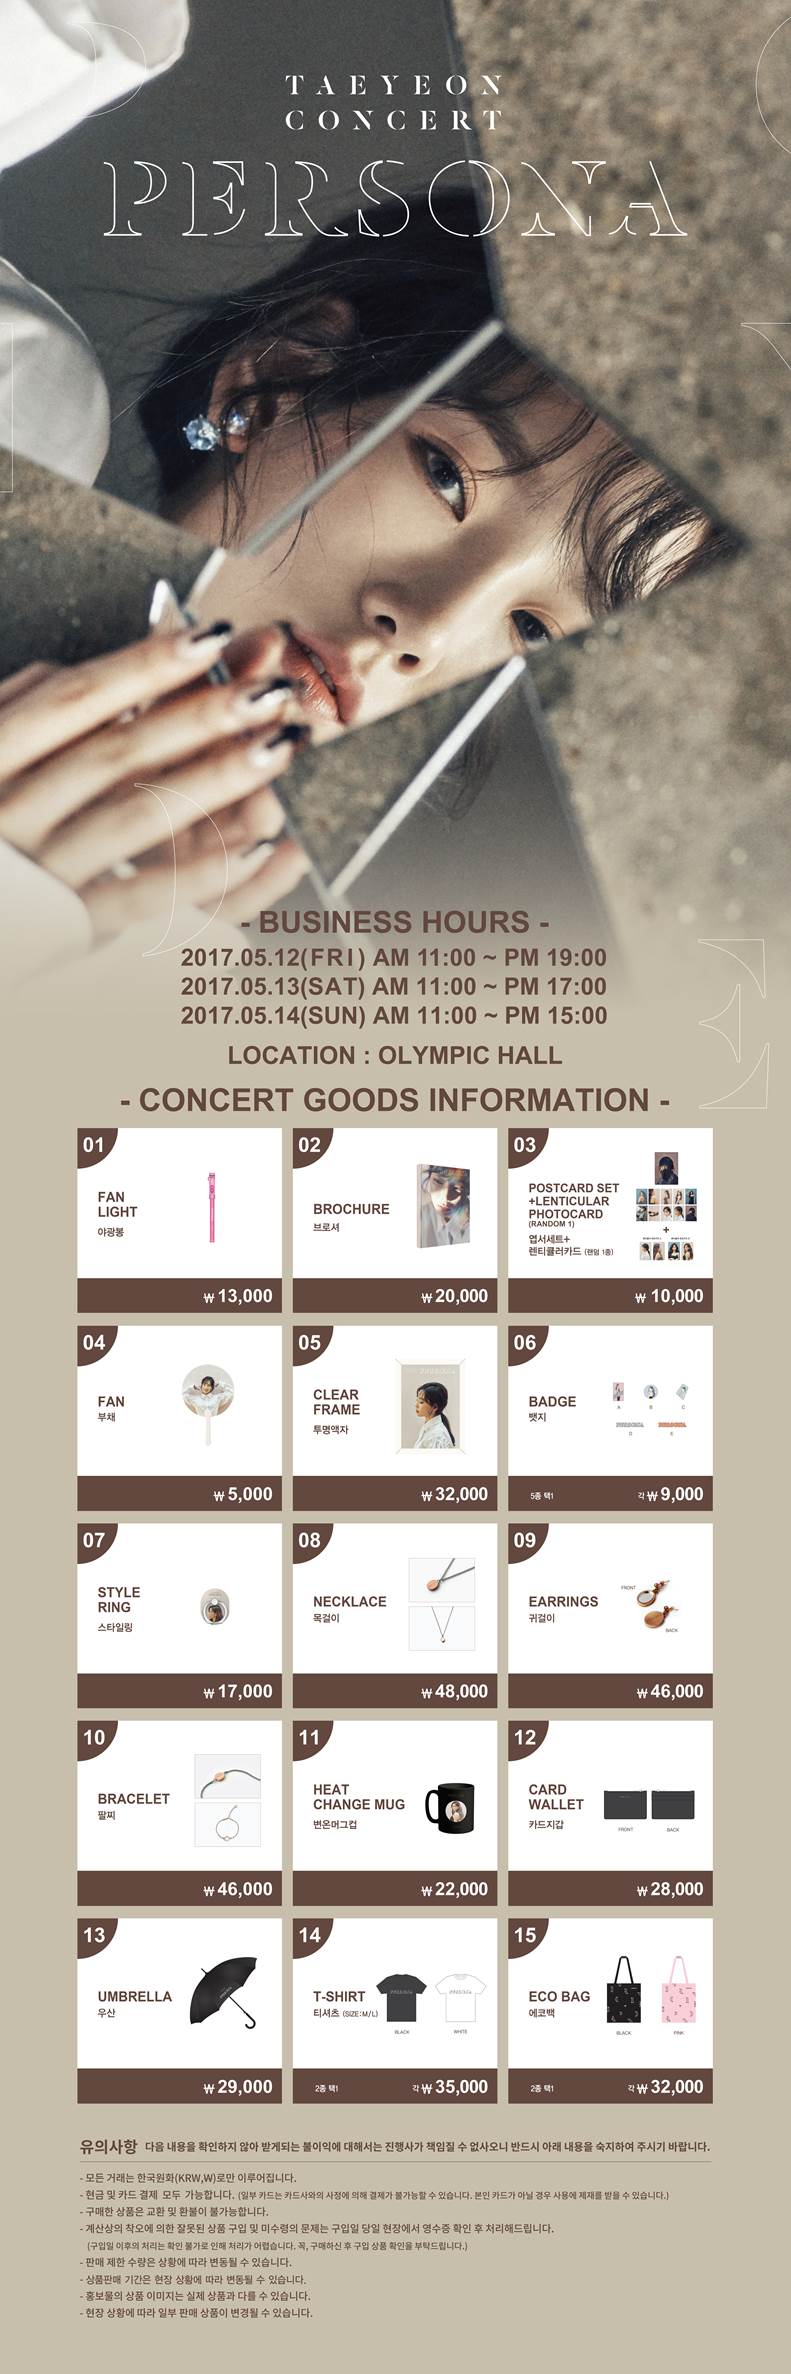 TAEYEON
CONCERT
PERSONA
- BUSINESS HOURS -
2017.05.12(FRI) AM 11:00 ~ PM 19:00
2017.05.13(SAT) AM 11:00 ~ PM 17:00
2017.05.14(SUN) AM 11:00 ~ PM 15:00
LOCATION : OLYMPIC HALL
- CONCERT GOODS INFORMATION -
01
FAN
LIGHT
야광봉
₩ 13,000
02
BROCHURE
브로셔
₩ 20,000
03
POSTCARD SET
+LENTICULAR
PHOTOCARD
(RANDOM 1)
엽서세트+
렌티큘러카드 (랜덤 1종)
+
₩ 10,000
04
FAN
부채
₩ 5,000
05
CLEAR
FRAME
투명액자
PERSONA
₩ 32,000
06
BADGE
뱃지
A B C
PERSONA PERSONA
D E
5종 택1
각 ₩ 9,000
07
STYLE
RING
스타일링
₩ 17,000
08
NECKLACE
목걸이
₩ 48,000
09
EARRINGS
귀걸이
FRONT
BACK
₩ 46,000
10
BRACELET
팔찌
₩ 46,000
11
HEAT
CHANGE MUG
변온머그컵
₩ 22,000
12
CARD
WALLET
카드지갑
FRONT BACK
₩ 28,000
13
UMBRELLA
우산
₩ 29,000
14
T-SHIRT
티셔츠 (SIZE:M/L)
PERSONA PERSONA
BLACK WHITE
2종 택1
각 ₩ 35,000
15
ECO BAG
에코백
BLACK PINK
2종 택1
각 ₩ 32,000
유의사항 다음 내용을 확인하지 않아 받게되는 불이익에 대해서는 진행사가 책임질 수 없사오니 반드시 아래 내용을 숙지하여 주시기 바랍니다.
- 모든 거래는 한국원화(KRW,W)로만 이루어집니다.
- 현금 및 카드 결제 모두 가능합니다. (일부 카드는 카드사와의 사정에 의해 결제가 불가능할 수 있습니다. 본인 카드가 아닐 경우 사용에 제재를 받을 수 있습니다.)
- 구매한 상품은 교환 및 환불이 불가능합니다.
- 계산상의 착오에 의한 잘못된 상품 구입 및 미수령의 문제는 구입일 당일 현장에서 영수증 확인 후 처리해드립니다.
(구입일 이후의 처리는 확인 불가로 인해 처리가 어렵습니다. 꼭, 구매하신 후 구입 상품 확인을 부탁드립니다.)
- 판매 제한 수량은 상황에 따라 변동될 수 있습니다.
- 상품판매 기간은 현장 상황에 따라 변동될 수 있습니다.
- 홍보물의 상품 이미지는 실제 상품과 다를 수 있습니다.
- 현장 상황에 따라 일부 판매 상품이 변경될 수 있습니다.